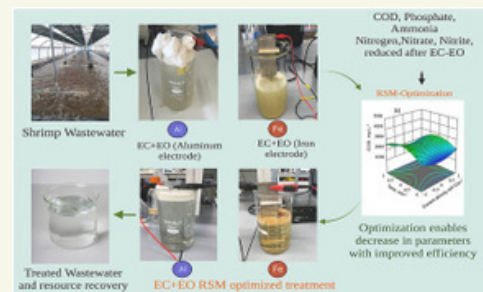 COD, Phosphate,
Ammonia
Nitrogen,Nitrate, Nitrite,
reduced after EC-EO
RSM-Optimization
Shrimp Wastewater
Al
EC+EO (Aluminum
electrode)
Fe
EC+EO (Iron
electrode)
Optimization enables
decrease in parameters
with improved efficiency
Treated Wastewater
and resource recovery
Al
Fe
EC+EO RSM optimized treatment